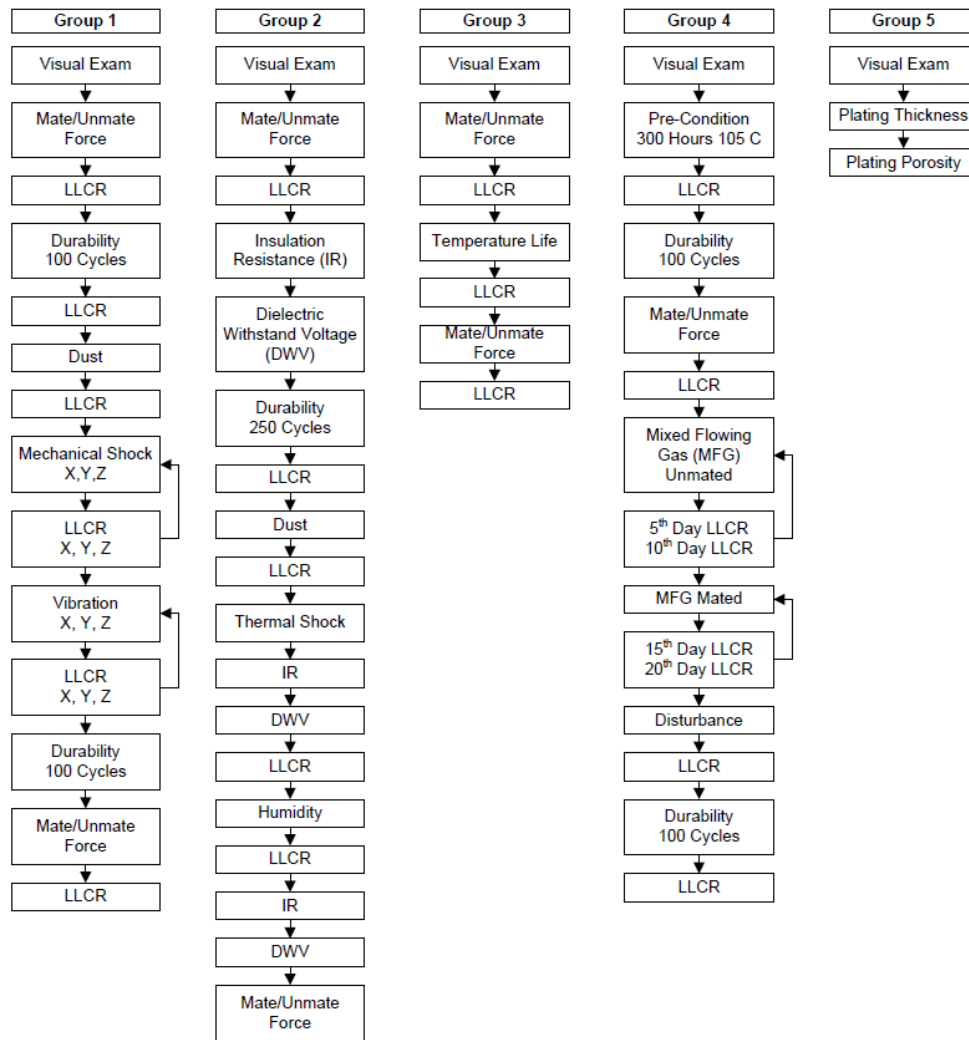 Group 1
Visual Exam
Mate/Unmate
Force
LLCR
Durability
100 Cycles
LLCR
Dust
LLCR
Mechanical Shock
X,Y,Z
LLCR
X, Y, Z
Vibration
X, Y, Z
LLCR
X, Y, Z
Durability
100 Cycles
Mate/Unmate
Force
LLCR
Group 2
Visual Exam
Mate/Unmate
Force
LLCR
Insulation
Resistance (IR)
Dielectric
Withstand Voltage
(DWV)
Durability
250 Cycles
LLCR
Dust
LLCR
Thermal Shock
IR
DWV
LLCR
Humidity
LLCR
IR
DWV
Mate/Unmate
Force
Group 3
Visual Exam
Mate/Unmate
Force
LLCR
Temperature Life
LLCR
Mate/Unmate
Force
LLCR
Group 4
Visual Exam
Pre-Condition
300 Hours 105 C
LLCR
Durability
100 Cycles
Mate/Unmate
Force
LLCR
Mixed Flowing
Gas (MFG)
Unmated
5th Day LLCR
10th Day LLCR
MFG Mated
15th Day LLCR
20th Day LLCR
Disturbance
LLCR
Durability
100 Cycles
LLCR
Group 5
Visual Exam
Plating Thickness
Plating Porosity